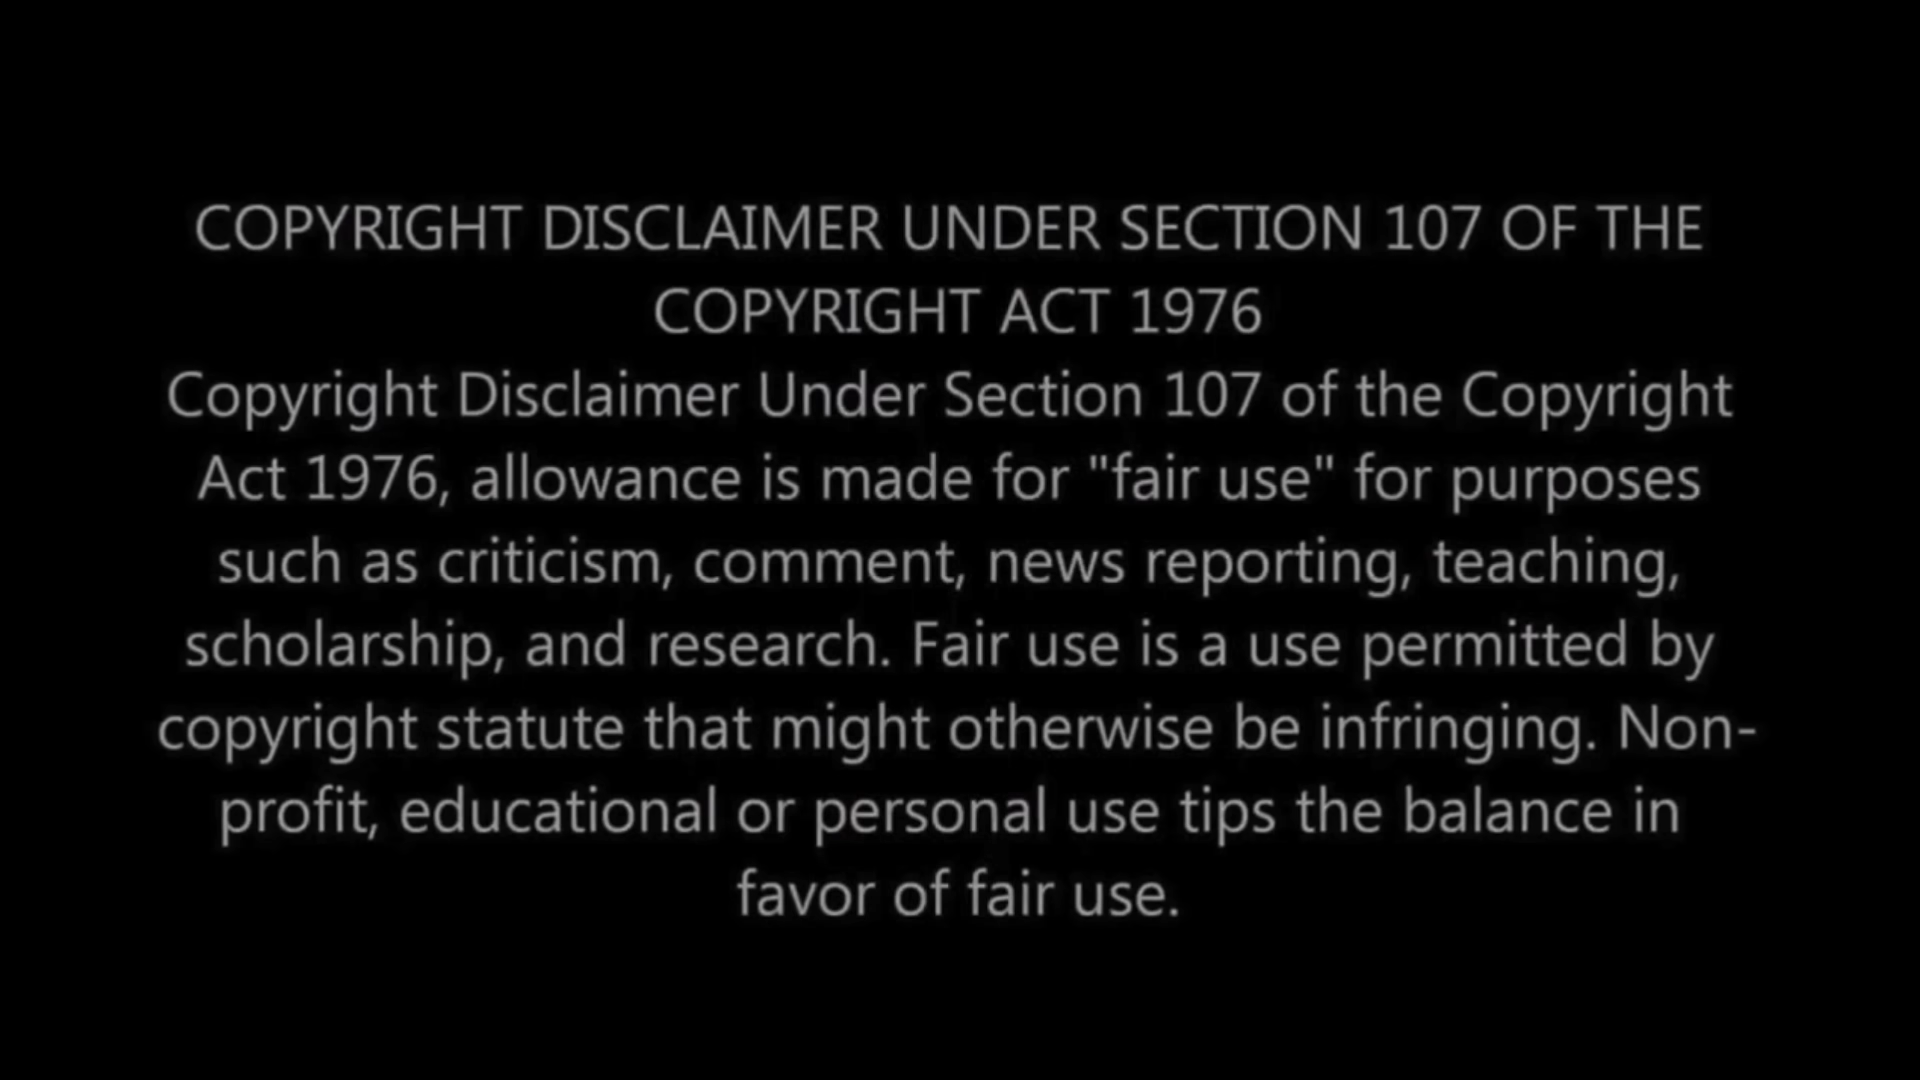 COPYRIGHT DISCLAIMER UNDER SECTION 107 OF THE
COPYRIGHT ACT 1976
Copyright Disclaimer Under Section 107 of the Copyright
Act 1976, allowance is made for "fair use" for purposes
such as criticism, comment, news reporting, teaching,
scholarship, and research. Fair use is a use permitted by
copyright statute that might otherwise be infringing. Non-
profit, educational or personal use tips the balance in
favor of fair use.